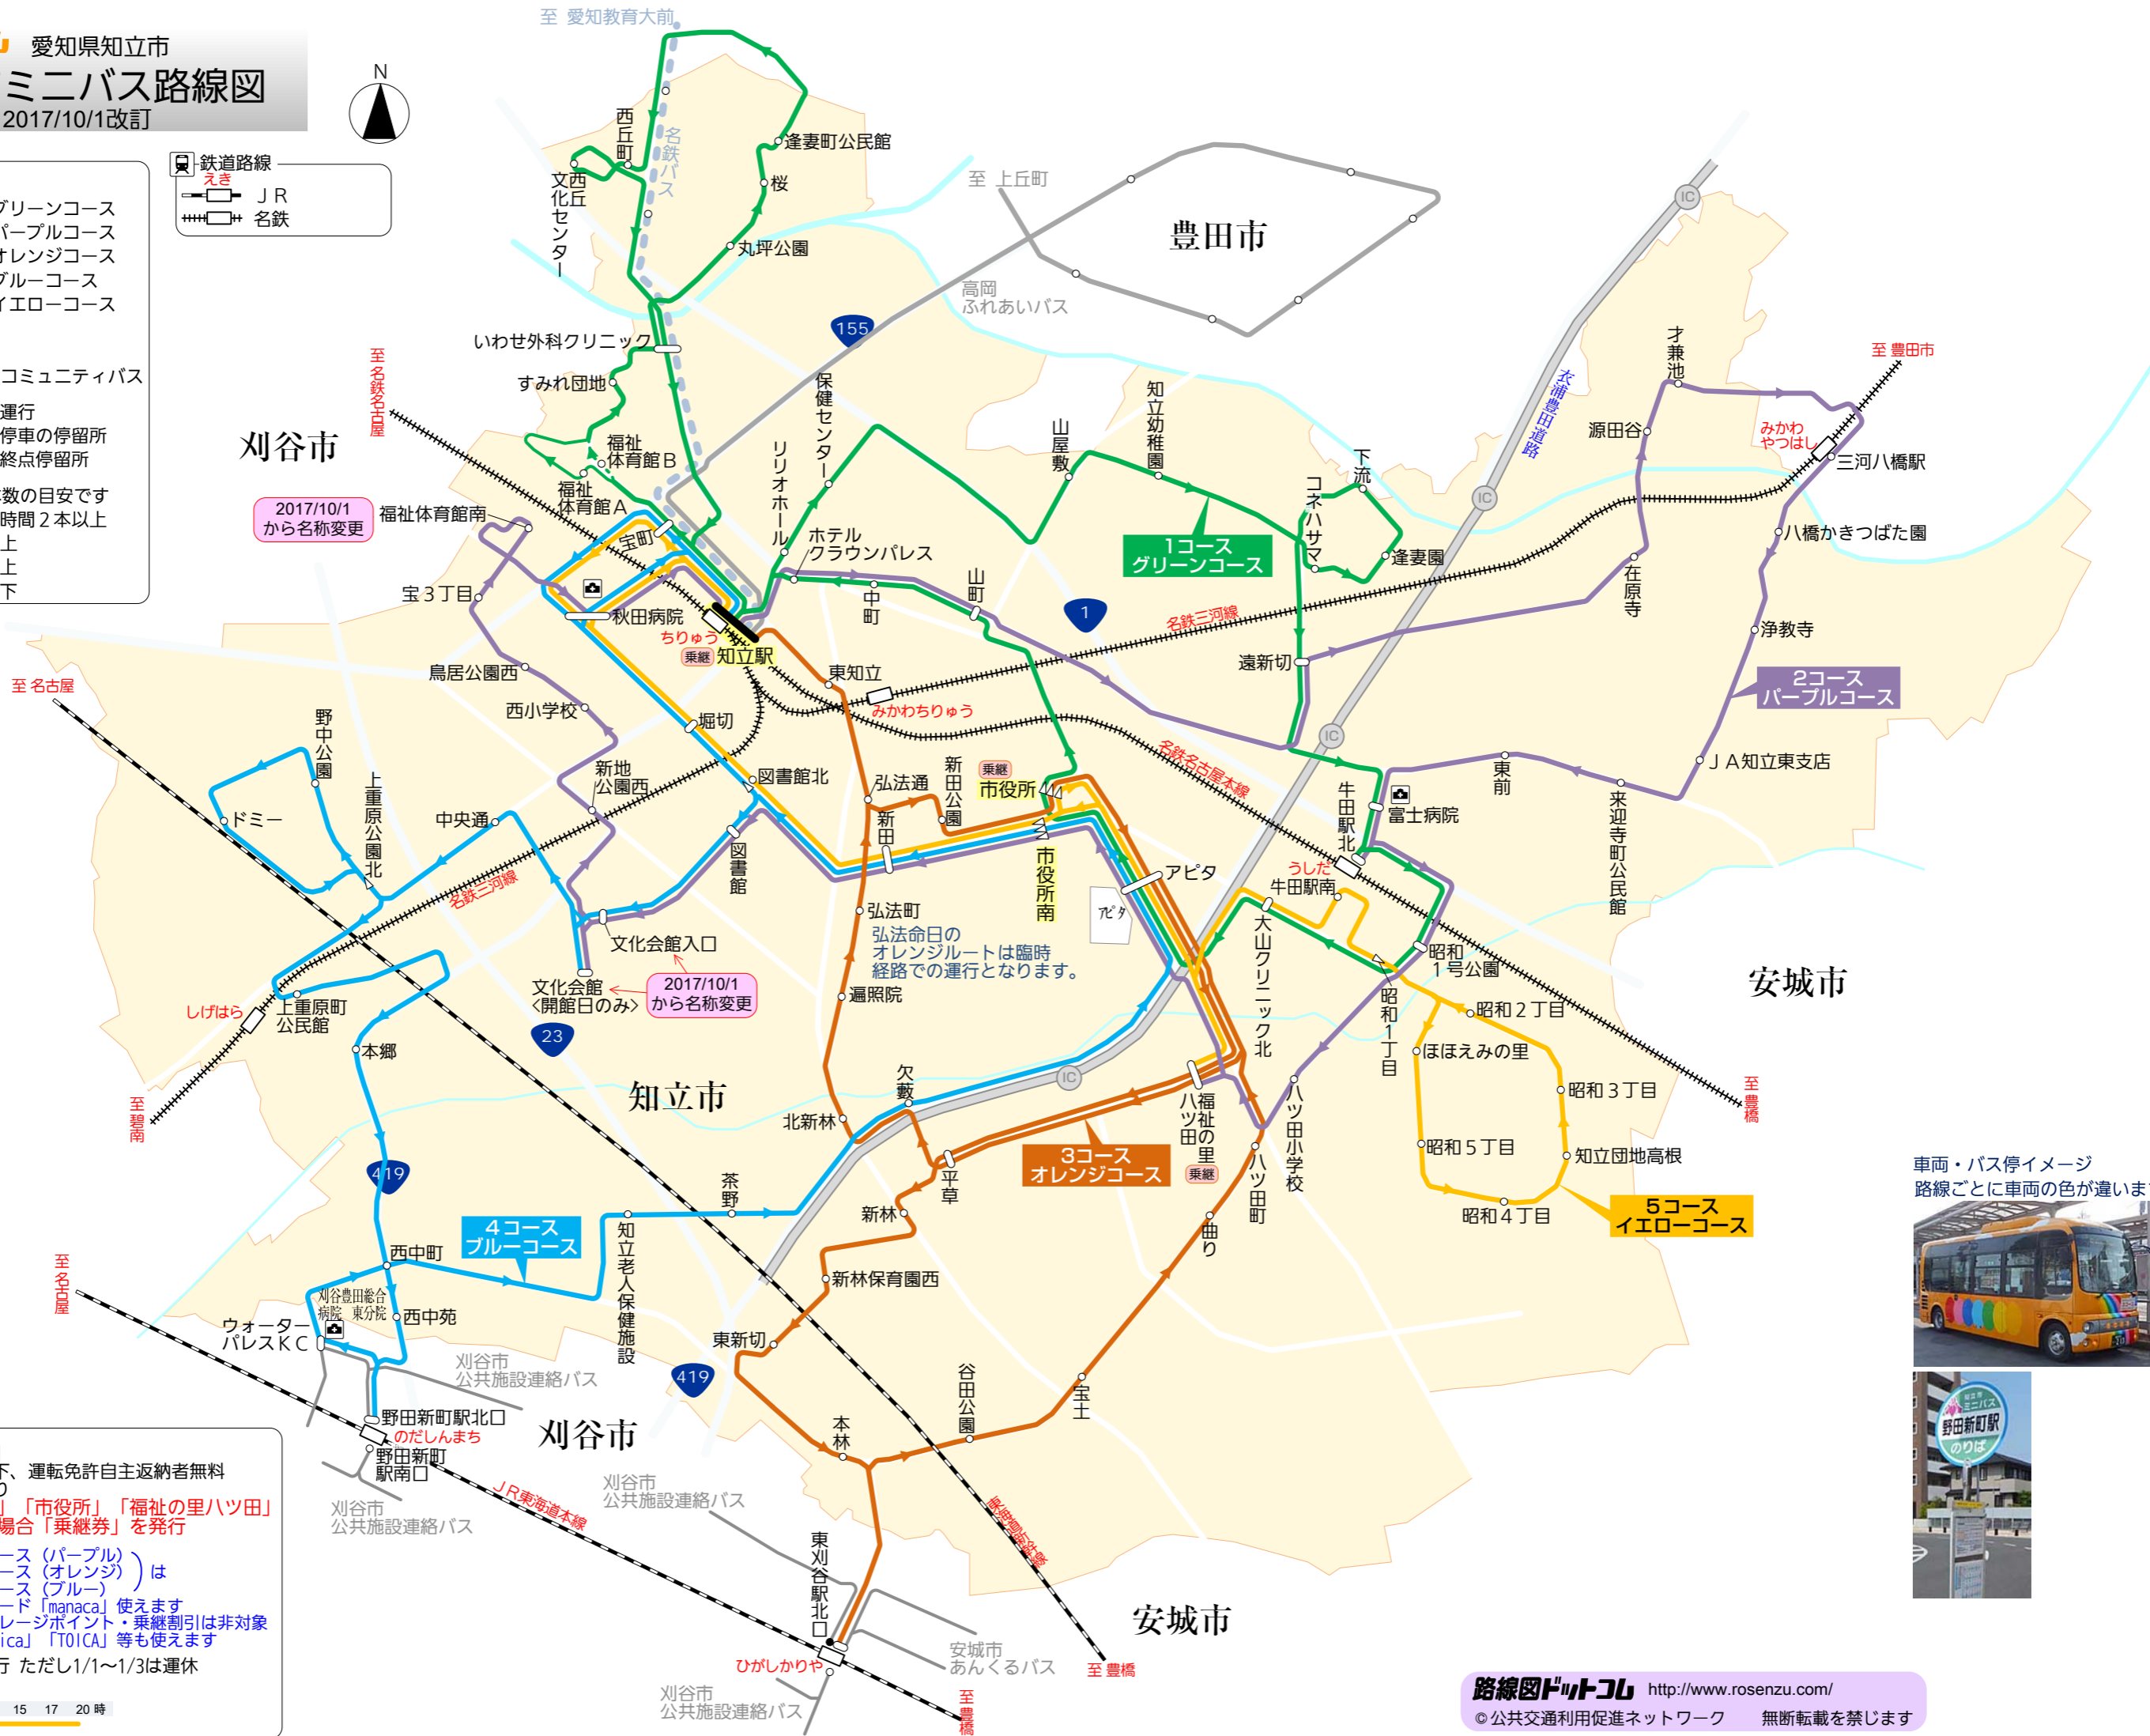 愛知県知立市
ミニバス路線図
2017/10/1改訂
N
鉄道路線
えき
ＪＲ
名鉄
グリーンコース
パープルコース
オレンジコース
ブルーコース
イエローコース
コミュニティバス
運行
停車の停留所
終点停留所
数の目安です
時間２本以上
上
上
下
至 愛知教育大前
名鉄バス
西丘町
西丘文化センター
逢妻町公民館
桜
丸坪公園
至 上丘町
豊田市
高岡
ふれあいバス
155
IC
衣浦豊田道路
いわせ外科クリニック
すみれ団地
福祉
体育館Ｂ
福祉
体育館Ａ
至 名鉄名古屋
刈谷市
2017/10/1
から名称変更
福祉体育館南
宝町
宝３丁目
秋田病院
ちりゅう
乗継
知立駅
リリオホール
保健センター
ホテル
クラウンパレス
中町
山町
山屋敷
知立幼稚園
1コース
グリーンコース
コネハサマ
下流
逢妻園
IC
1
名鉄三河線
遠新切
才兼池
源田谷
在原寺
みかわ
やつはし
至 豊田市
三河八橋駅
八橋かきつばた園
浄教寺
2コース
パープルコース
ＪＡ知立東支店
来迎寺町公民館
東前
富士病院
牛田駅北
うしだ
牛田駅南
IC
名鉄名古屋本線
鳥居公園西
西小学校
新地
公園西
至 名古屋
野中公園
ドミー
上重原公園北
中央通
名鉄三河線
堀切
図書館北
図書館
東知立
みかわちりゅう
弘法通
新田公園
新田
乗継
市役所
市役所南
アピタ
アピタ
弘法町
弘法命日の
オレンジルートは臨時
経路での運行となります。
遍照院
文化会館入口
文化会館
〈開館日のみ〉
2017/10/1
から名称変更
23
しげはら
上重原町
公民館
本郷
至 碧南
知立市
大山クリニック北
昭和
１号公園
昭和１丁目
昭和２丁目
ほほえみの里
昭和３丁目
昭和５丁目
知立団地高根
昭和４丁目
5コース
イエローコース
安城市
至 豊橋
IC
欠藪
北新林
平草
福祉の里八ツ田
乗継
八ツ田小学校
八ツ田町
曲り
3コース
オレンジコース
新林
新林保育園西
東新切
茶野
知立老人保健施設
4コース
ブルーコース
419
西中町
西中苑
刈谷豊田総合
病院 東分院
ウォーター
パレスＫＣ
至 名古屋
刈谷市
公共施設連絡バス
野田新町駅北口
のだしんまち
野田新町
駅南口
刈谷市
公共施設連絡バス
刈谷市
419
本林
谷田公園
宝土
刈谷市
公共施設連絡バス
ＪＲ東海道本線
東海道新幹線
東刈谷駅北口
ひがしかりや
刈谷市
公共施設連絡バス
安城市
あんくるバス
至 豊橋
至 豊橋
安城市
下、運転免許自主返納者無料
」「市役所」「福祉の里八ツ田」
場合「乗継券」を発行
ース（パープル）
ース（オレンジ）は
ース（ブルー）
ード「manaca」使えます
レージポイント・乗継割引は非対象
ica」「TOICA」等も使えます
行 ただし1/1～1/3は運休
15 17 20 時
車両・バス停イメージ
路線ごとに車両の色が違いま
ミニバス
野田新町駅
のりば
路線図ドットコム http://www.rosenzu.com/
©公共交通利用促進ネットワーク 無断転載を禁じます